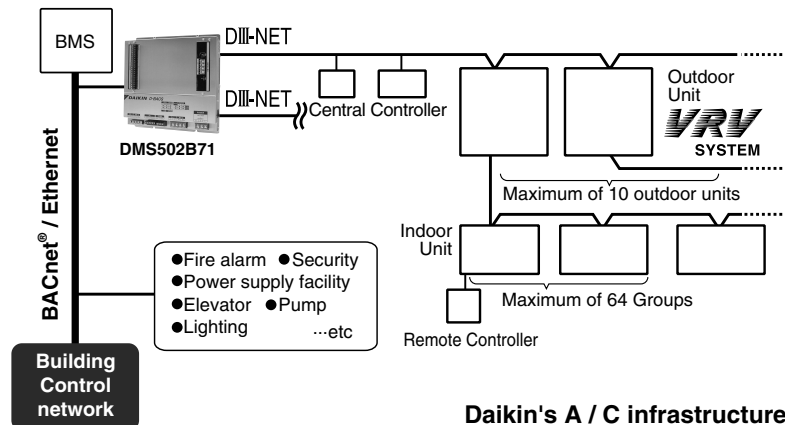 BMS
DIII-NET
DIII-NET
DAIKIN D-BACS
DMS502B71
Central Controller
Outdoor
Unit
VRV
SYSTEM
Maximum of 10 outdoor units
BACnet® / Ethernet
Indoor
Unit
●Fire alarm ●Security
●Power supply facility
●Elevator ●Pump
●Lighting ···etc
Maximum of 64 Groups
Remote Controller
Building
Control
network
Daikin's A / C infrastructure